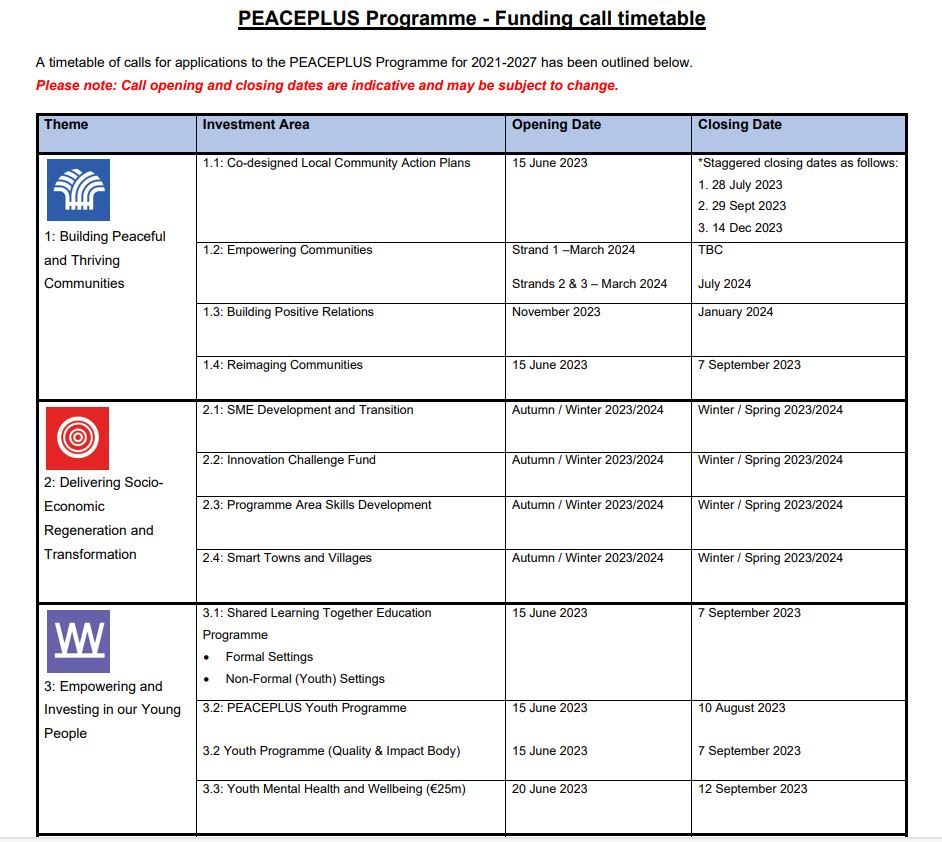 PEACEPLUS Programme - Funding call timetable
A timetable of calls for applications to the PEACEPLUS Programme for 2021-2027 has been outlined below.
Please note: Call opening and closing dates are indicative and may be subject to change.
Theme Investment Area Opening Date Closing Date
1: Building Peaceful
and Thriving
Communities
1.1: Co-designed Local Community Action Plans 15 June 2023 *Staggered closing dates as follows:
1. 28 July 2023
2. 29 Sept 2023
3. 14 Dec 2023
1.2: Empowering Communities Strand 1 –March 2024 TBC
Strands 2 & 3 – March 2024 July 2024
1.3: Building Positive Relations November 2023 January 2024
1.4: Reimaging Communities 15 June 2023 7 September 2023
2: Delivering Socio-
Economic
Regeneration and
Transformation
2.1: SME Development and Transition Autumn / Winter 2023/2024 Winter / Spring 2023/2024
2.2: Innovation Challenge Fund Autumn / Winter 2023/2024 Winter / Spring 2023/2024
2.3: Programme Area Skills Development Autumn / Winter 2023/2024 Winter / Spring 2023/2024
2.4: Smart Towns and Villages Autumn / Winter 2023/2024 Winter / Spring 2023/2024
3: Empowering and
Investing in our Young
People
3.1: Shared Learning Together Education 15 June 2023 7 September 2023
Programme
• Formal Settings
• Non-Formal (Youth) Settings
3.2: PEACEPLUS Youth Programme 15 June 2023 10 August 2023
3.2 Youth Programme (Quality & Impact Body) 15 June 2023 7 September 2023
3.3: Youth Mental Health and Wellbeing (€25m) 20 June 2023 12 September 2023